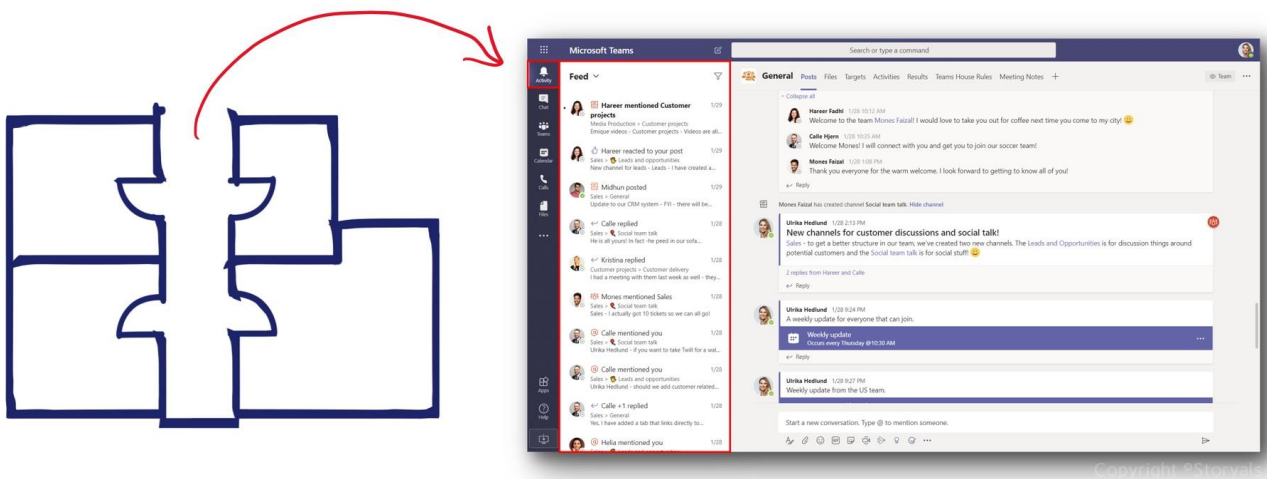 Microsoft Teams
Search or type a command
Activity
Chat
Teams
Calendar
Calls
Files
Apps
Help
Feed
Hareer mentioned Customer projects 1/29
Media Production > Customer projects
Emique videos - Customer projects - Videos are all...
Hareer reacted to your post 1/29
Sales > Leads and opportunities
New channel for leads - Leads - I have created a...
Midhun posted 1/29
Sales > General
Update to our CRM system - FYI - there will be...
Calle replied 1/28
Sales > Social team talk
He is all yours! In fact -he peed in our sofa...
Kristina replied 1/28
Customer projects > Customer delivery
I had a meeting with them last week as well - they...
Mones mentioned Sales 1/28
Sales > Social team talk
Sales - I actually got 10 tickets so we can all go!
Calle mentioned you 1/28
Sales > Social team talk
Ulrika Hedlund - if you want to take Twill for a wal...
Calle mentioned you 1/28
Sales > Leads and opportunities
Ulrika Hedlund - should we add customer related...
Calle +1 replied 1/28
Sales > General
Yes, I have added a tab that links directly to...
Helia mentioned you 1/28
Sales > Leads and opportunities
General Posts Files Targets Activities Results Teams House Rules Meeting Notes +
Team
Collapse all
Hareer Fadhl 1/28 10:12 AM
Welcome to the team Mones Faizal! I would love to take you out for coffee next time you come to my city! 😀
Calle Hjern 1/28 10:35 AM
Welcome Mones! I will connect with you and get you to join our soccer team!
Mones Faizal 1/28 1:08 PM
Thank you everyone for the warm welcome. I look forward to getting to know all of you!
Reply
Mones Faizal has created channel Social team talk. Hide channel
Ulrika Hedlund 1/28 2:13 PM
New channels for customer discussions and social talk!
Sales - to get a better structure in our team, we've created two new channels. The Leads and Opportunities is for discussion things around
potential customers and the Social team talk is for social stuff! 😀
2 replies from Hareer and Calle
Reply
Ulrika Hedlund 1/28 9:24 PM
A weekly update for everyone that can join.
Weekly update
Occurs every Thursday @10:30 AM
Reply
Ulrika Hedlund 1/28 9:27 PM
Weekly update from the US team.
Start a new conversation. Type @ to mention someone.
Copyright ©Storyals